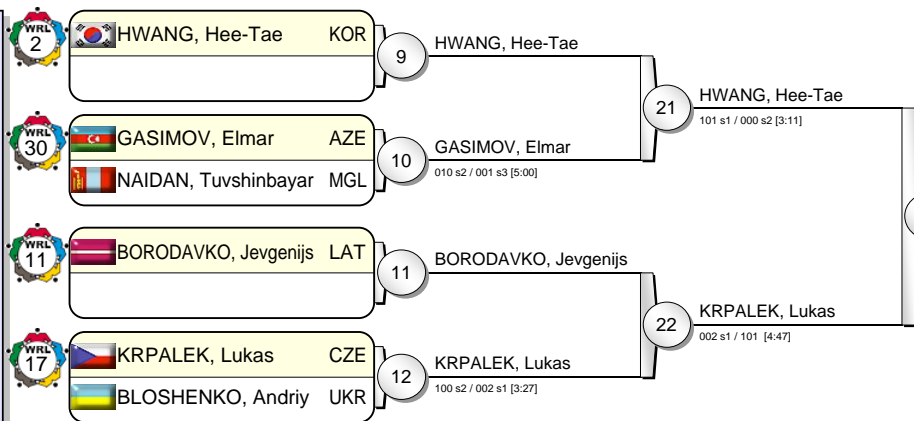 WRL
2
HWANG, Hee-Tae KOR
9
HWANG, Hee-Tae
21
HWANG, Hee-Tae
101 s1 / 000 s2 [3:11]
WRL
30
GASIMOV, Elmar AZE
NAIDAN, Tuvshinbayar MGL
10
GASIMOV, Elmar
010 s2 / 001 s3 [5:00]
WRL
11
BORODAVKO, Jevgenijs LAT
11
BORODAVKO, Jevgenijs
22
KRPALEK, Lukas
002 s1 / 101 [4:47]
WRL
17
KRPALEK, Lukas CZE
BLOSHENKO, Andriy UKR
12
KRPALEK, Lukas
100 s2 / 002 s1 [3:27]